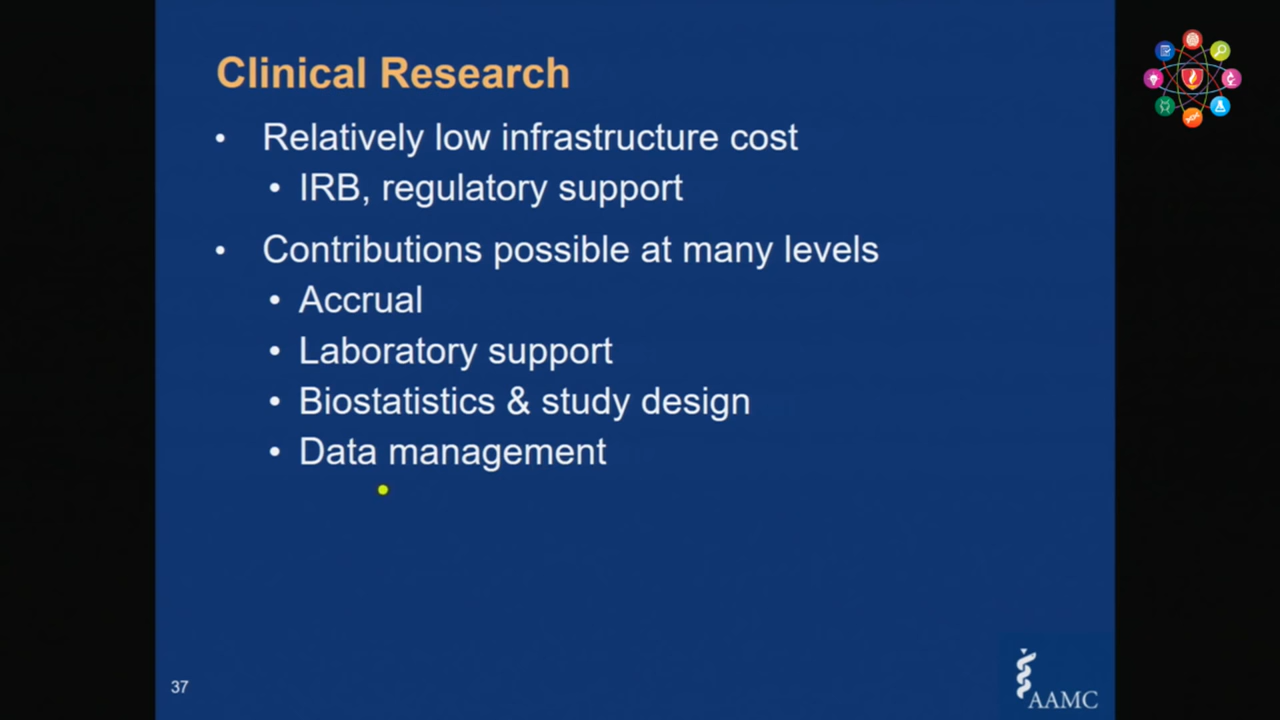 Clinical Research
• Relatively low infrastructure cost
• IRB, regulatory support
• Contributions possible at many levels
• Accrual
• Laboratory support
• Biostatistics & study design
• Data management
37
AAMC